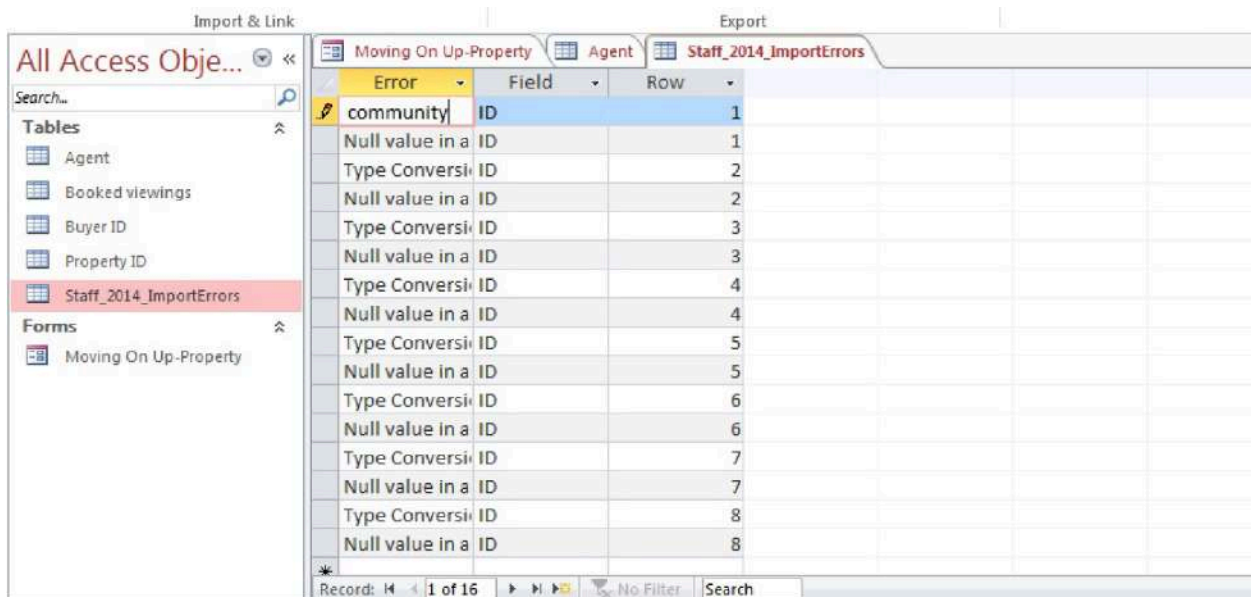 Import & Link
Export
All Access Obje... «
Search...
Tables
Agent
Booked viewings
Buyer ID
Property ID
Staff_2014_ImportErrors
Forms
Moving On Up-Property
Moving On Up-Property Agent Staff_2014_ImportErrors
Error Field Row
community ID 1
Null value in a ID 1
Type Conversi ID 2
Null value in a ID 2
Type Conversi ID 3
Null value in a ID 3
Type Conversi ID 4
Null value in a ID 4
Type Conversi ID 5
Null value in a ID 5
Type Conversi ID 6
Null value in a ID 6
Type Conversi ID 7
Null value in a ID 7
Type Conversi ID 8
Null value in a ID 8
Record: 1 of 16 No Filter Search